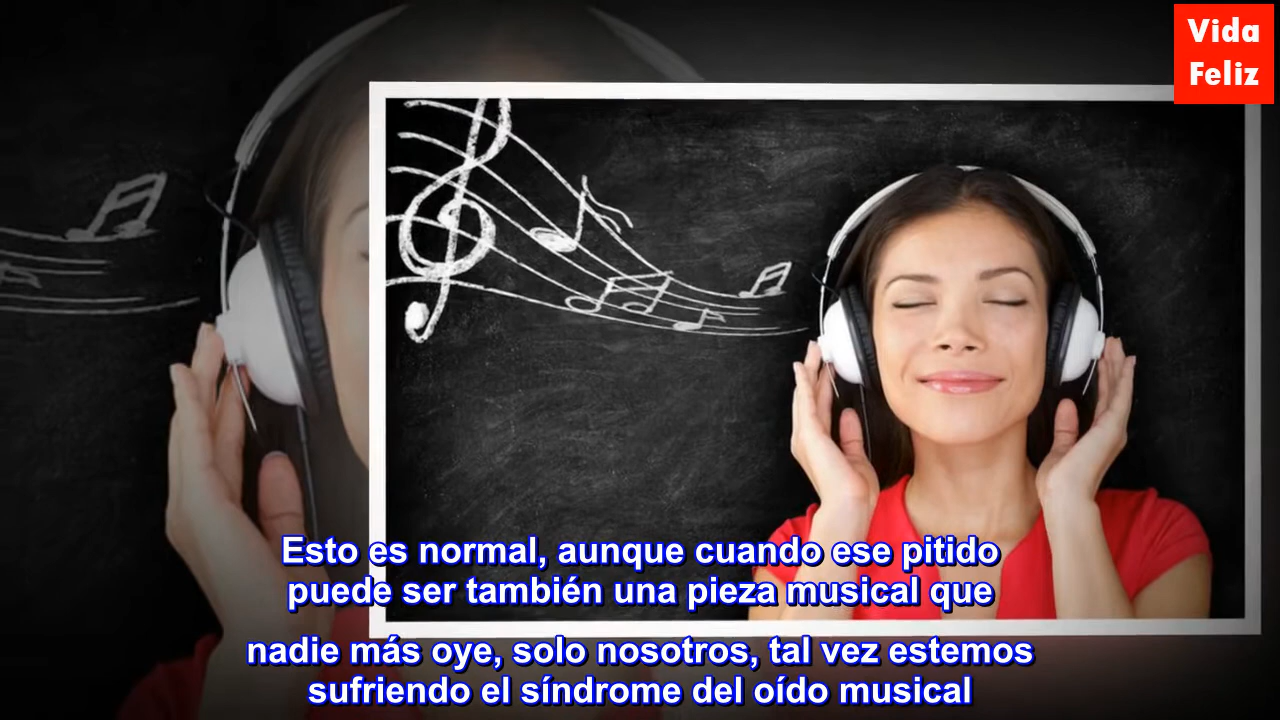 Vida
Feliz
Esto es normal, aunque cuando ese pitido
puede ser también una pieza musical que
nadie más oye, solo nosotros, tal vez estemos
sufriendo el síndrome del oído musical